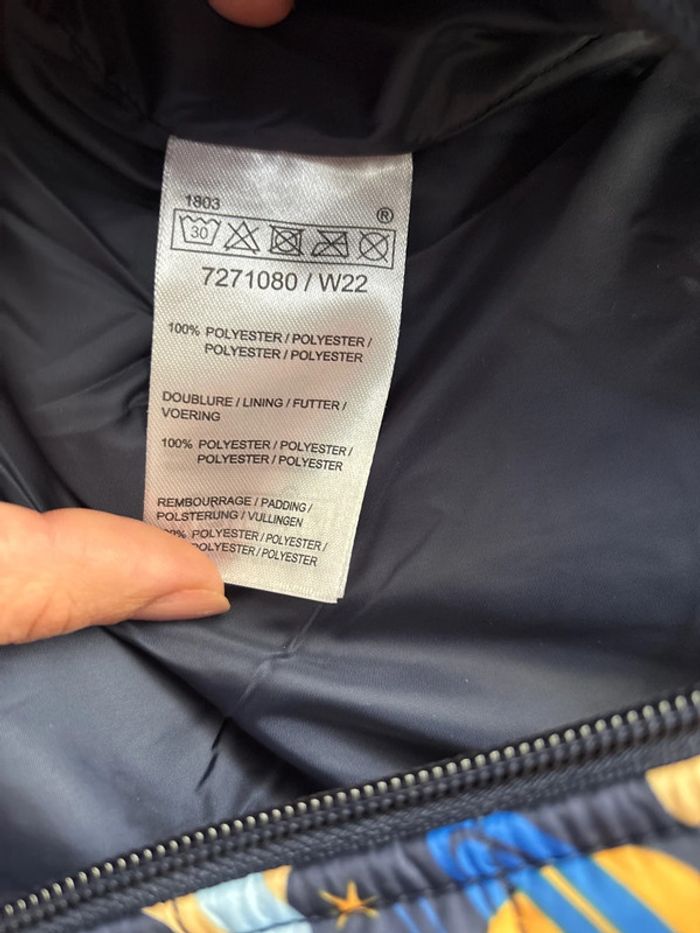 1803
®
30
7271080 / W22
100% POLYESTER / POLYESTER /
POLYESTER / POLYESTER
DOUBLURE / LINING / FUTTER /
VOERING
100% POLYESTER / POLYESTER /
POLYESTER / POLYESTER
REMBOURRAGE / PADDING /
POLSTERUNG / VULLINGEN
POLYESTER / POLYESTER /
POLYESTER / POLYESTER